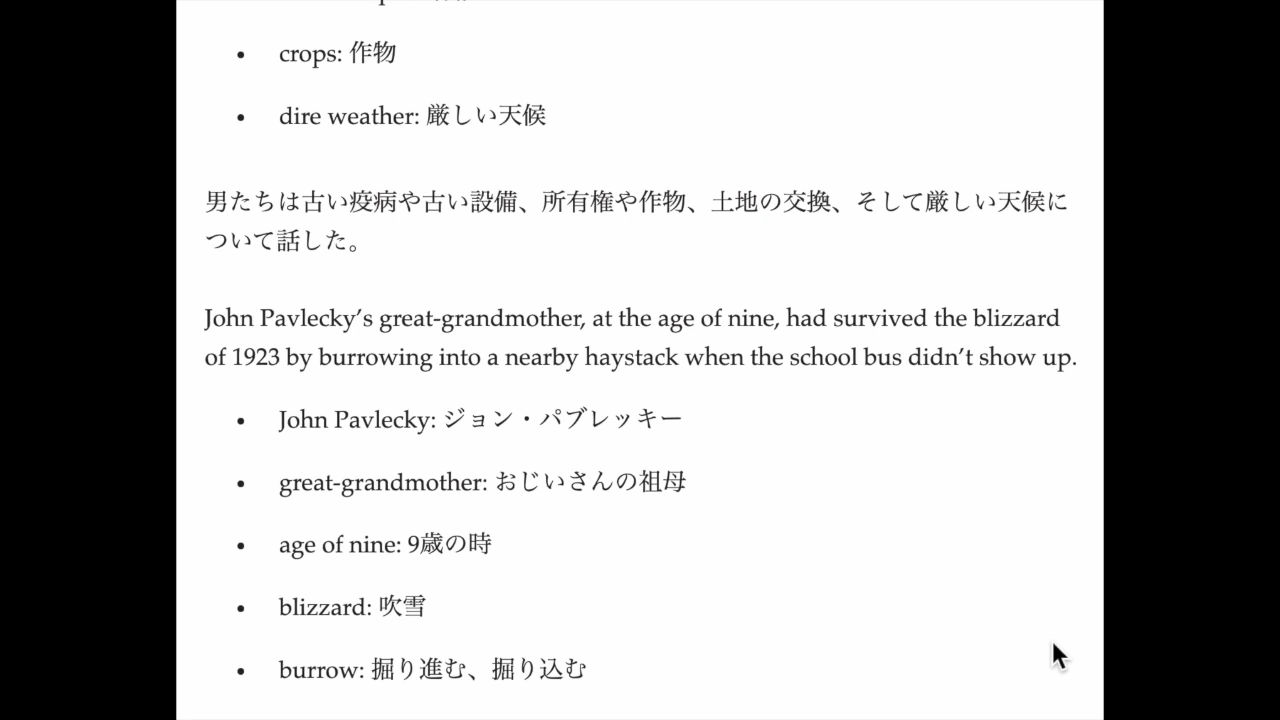 crops: 作物
dire weather: 厳しい天候
男たちは古い疫病や古い設備、所有権や作物、土地の交換、そして厳しい天候に
ついて話した。
John Pavlecky’s great-grandmother, at the age of nine, had survived the blizzard
of 1923 by burrowing into a nearby haystack when the school bus didn’t show up.
John Pavlecky: ジョン・パブレッキー
great-grandmother: おじいさんの祖母
age of nine: 9歳の時
blizzard: 吹雪
burrow: 掘り進む、掘り込む